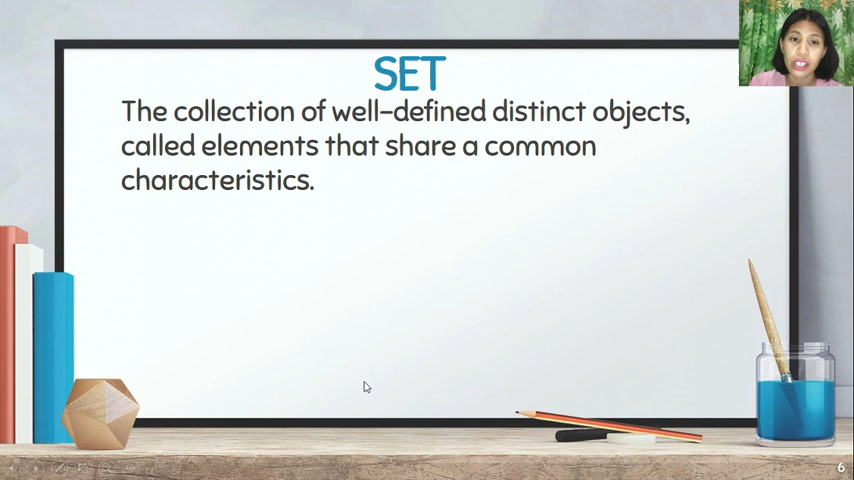 SET
The collection of well-defined distinct objects,
called elements that share a common
characteristics.
6